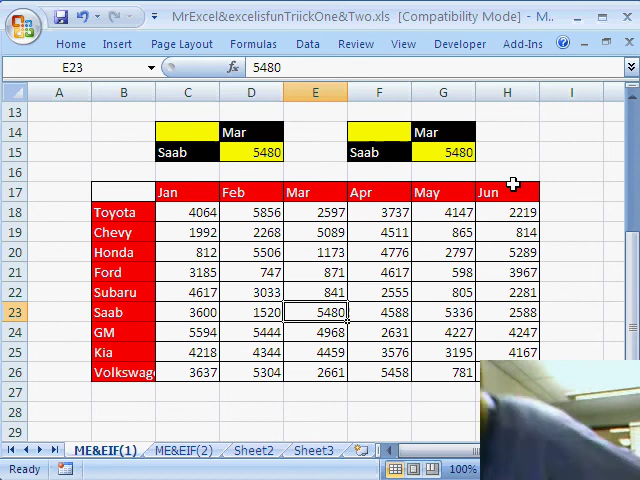 MrExcel&excelisfunTriickOne&Two.xls [Compatibility Mode] - M..
Home Insert Page Layout Formulas Data Review View Developer Add-Ins
E23 fx 5480
A B C D E F G H I
13
14 Mar Mar
15 Saab 5480 Saab 5480
16
17 Jan Feb Mar Apr May Jun
18 Toyota 4064 5856 2597 3737 4147 2219
19 Chevy 1992 2268 5089 4511 865 814
20 Honda 812 5506 1173 4776 2797 5289
21 Ford 3185 747 871 4617 598 3967
22 Subaru 4617 3033 841 2555 805 2281
23 Saab 3600 1520 5480 4588 5336 2588
24 GM 5594 5444 4968 2631 4227 4247
25 Kia 4218 4344 4459 3576 3195 4167
26 Volkswage 3637 5304 2661 5458 781
27
28
29
ME&EIF(1) ME&EIF(2) Sheet2 Sheet3
Ready 100%